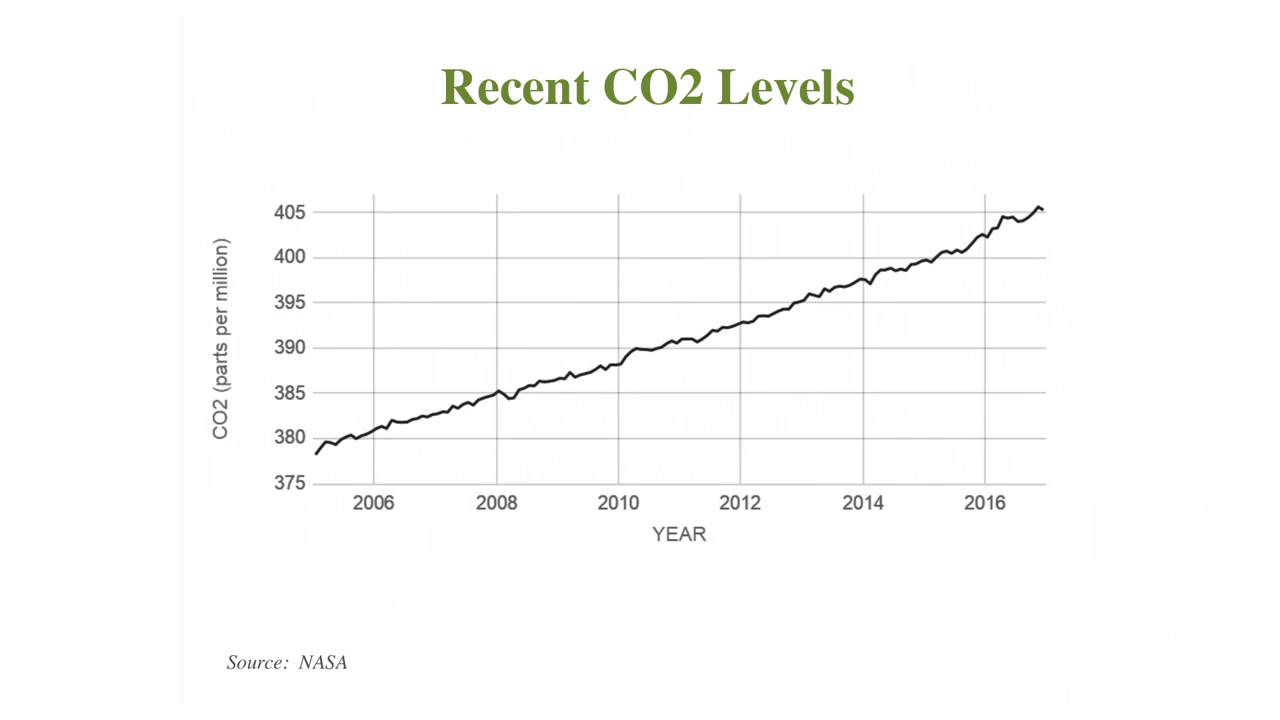 Recent CO2 Levels
CO2 (parts per million)
405
400
395
390
385
380
375
2006 2008 2010 2012 2014 2016
YEAR
Source: NASA